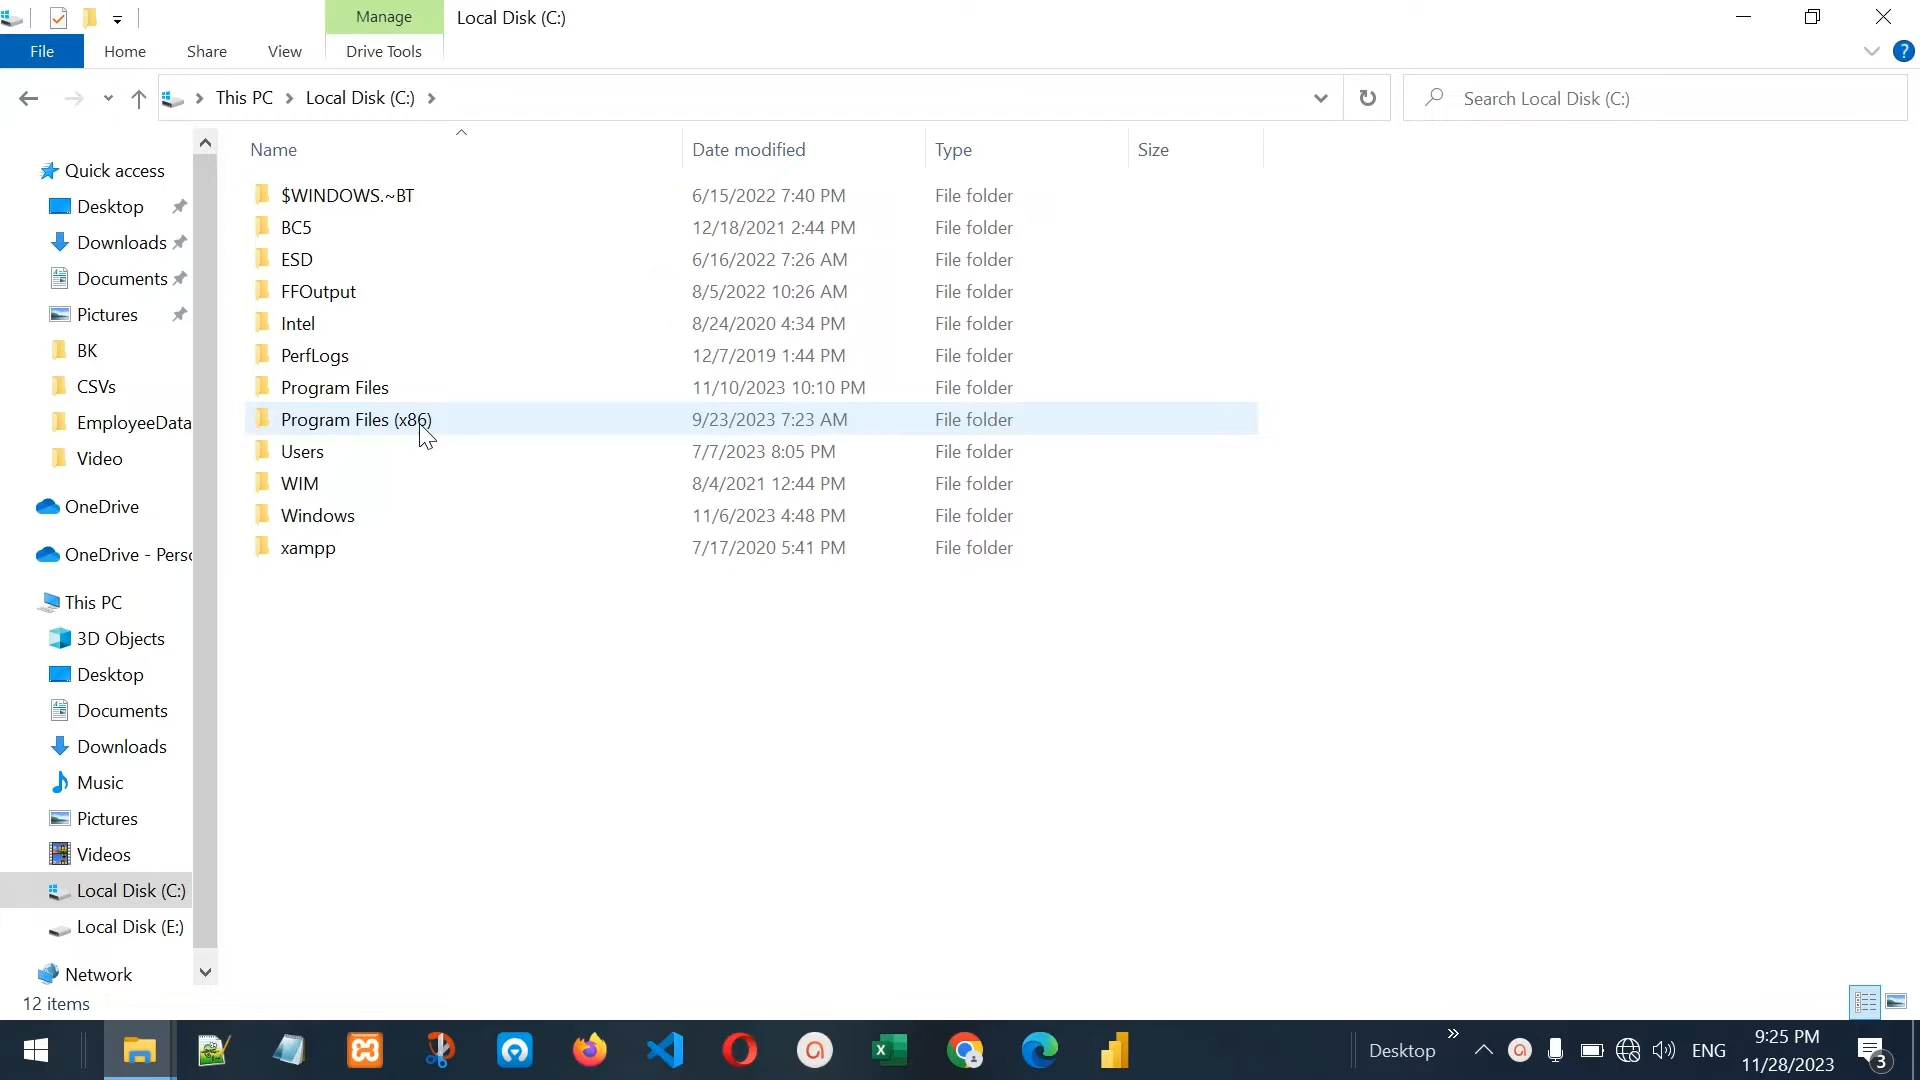 Manage
Local Disk (C:)
File
Home
Share
View
Drive Tools
?
This PC
Local Disk (C:)
Search Local Disk (C:)
Name
Date modified
Type
Size
Quick access
Desktop
Downloads
Documents
Pictures
BK
CSVs
EmployeeData
Video
OneDrive
OneDrive - Perso
This PC
3D Objects
Desktop
Documents
Downloads
Music
Pictures
Videos
Local Disk (C:)
Local Disk (E:)
Network
$WINDOWS.~BT 6/15/2022 7:40 PM File folder
BC5 12/18/2021 2:44 PM File folder
ESD 6/16/2022 7:26 AM File folder
FFOutput 8/5/2022 10:26 AM File folder
Intel 8/24/2020 4:34 PM File folder
PerfLogs 12/7/2019 1:44 PM File folder
Program Files 11/10/2023 10:10 PM File folder
Program Files (x86) 9/23/2023 7:23 AM File folder
Users 7/7/2023 8:05 PM File folder
WIM 8/4/2021 12:44 PM File folder
Windows 11/6/2023 4:48 PM File folder
xampp 7/17/2020 5:41 PM File folder
12 items
Desktop
ENG
9:25 PM
11/28/2023
3